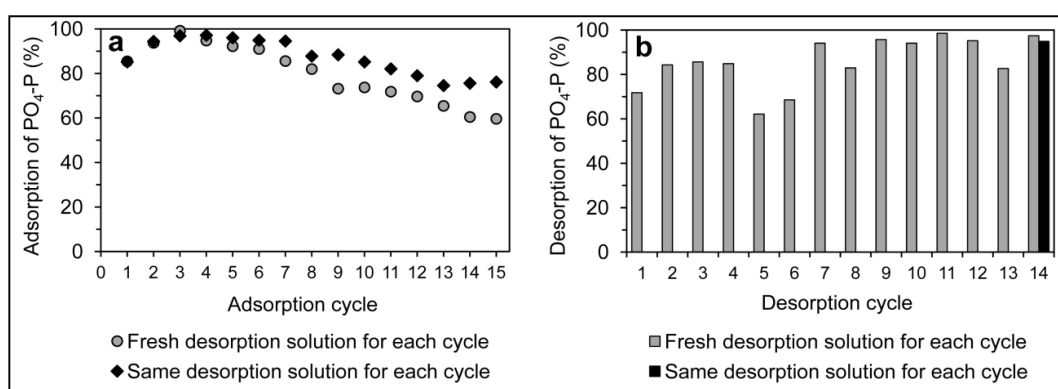 a
Adsorption of PO₄-P (%)
100
80
60
40
20
0
0 1 2 3 4 5 6 7 8 9 10 11 12 13 14 15
Adsorption cycle
Fresh desorption solution for each cycle
Same desorption solution for each cycle
b
Desorption of PO₄-P (%)
100
80
60
40
20
0
1 2 3 4 5 6 7 8 9 10 11 12 13 14
Desorption cycle
Fresh desorption solution for each cycle
Same desorption solution for each cycle